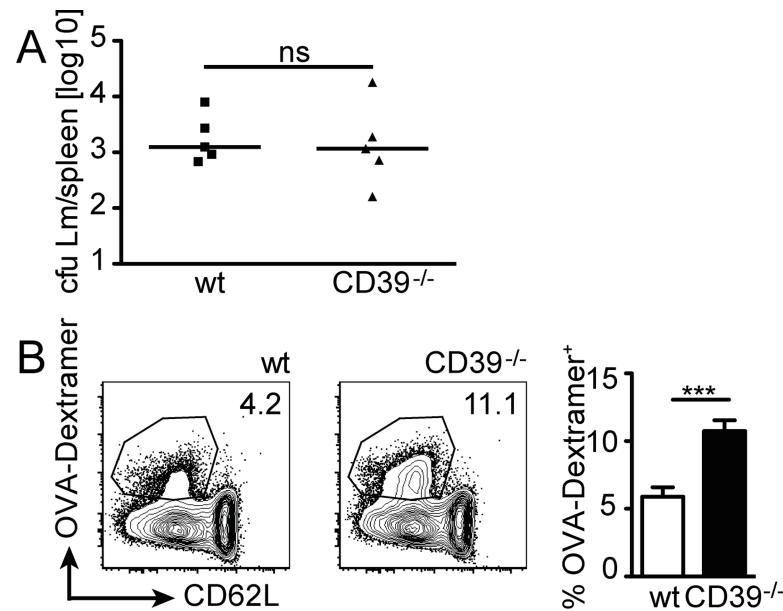 A
cfu Lm/spleen [log10]
5
4
3
2
1
ns
wt
CD39-/-
B
OVA-Dextramer
CD62L
wt
4.2
CD39-/-
11.1
% OVA-Dextramer+
15
10
5
0
***
wt CD39-/-